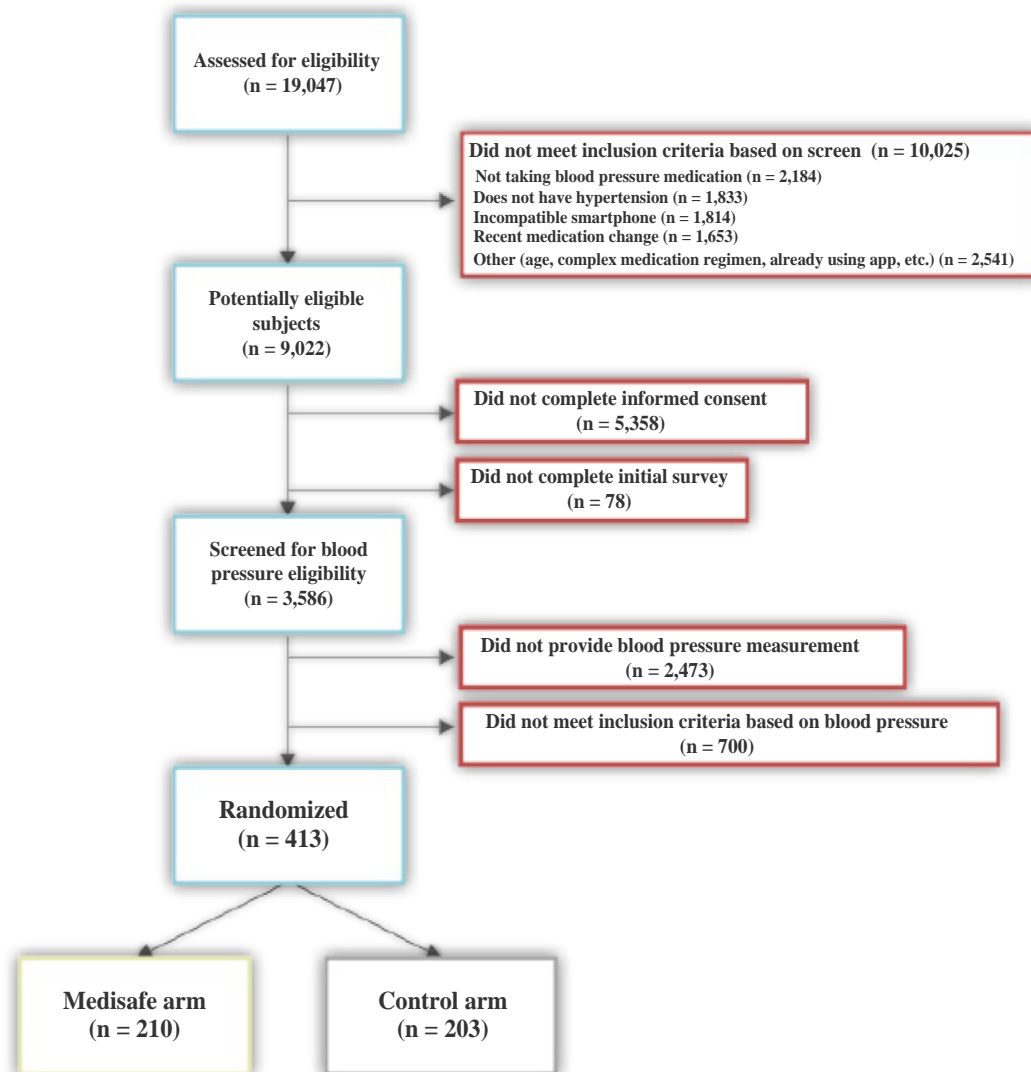 Assessed for eligibility
(n = 19,047)
Did not meet inclusion criteria based on screen (n = 10,025)
Not taking blood pressure medication (n = 2,184)
Does not have hypertension (n = 1,833)
Incompatible smartphone (n = 1,814)
Recent medication change (n = 1,653)
Other (age, complex medication regimen, already using app, etc.) (n = 2,541)
Potentially eligible
subjects
(n = 9,022)
Did not complete informed consent
(n = 5,358)
Did not complete initial survey
(n = 78)
Screened for blood
pressure eligibility
(n = 3,586)
Did not provide blood pressure measurement
(n = 2,473)
Did not meet inclusion criteria based on blood pressure
(n = 700)
Randomized
(n = 413)
Medisafe arm
(n = 210)
Control arm
(n = 203)